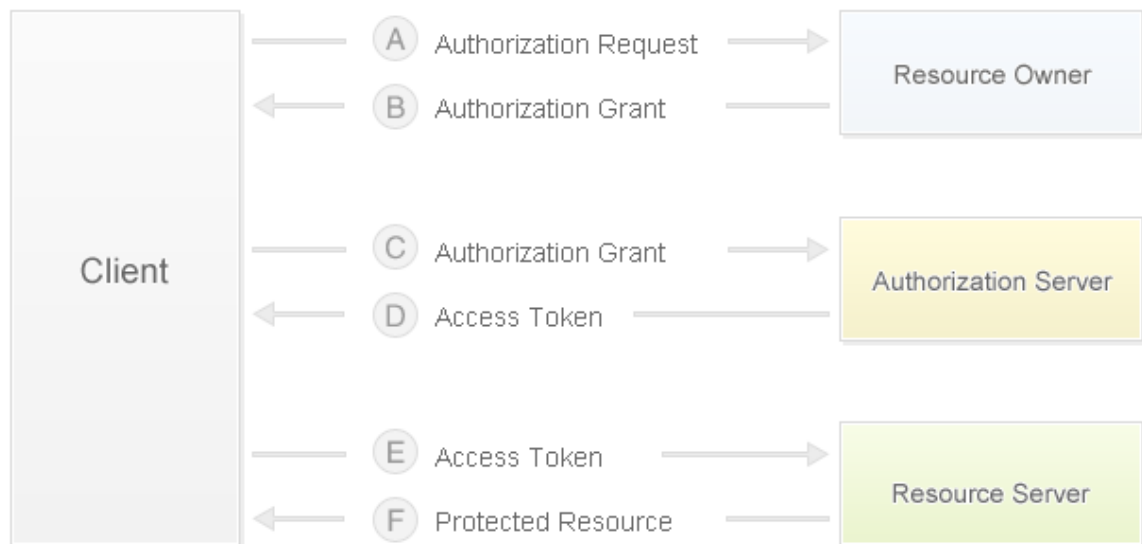 A Authorization Request
Resource Owner
B Authorization Grant
Client
C Authorization Grant
Authorization Server
D Access Token
E Access Token
Resource Server
F Protected Resource